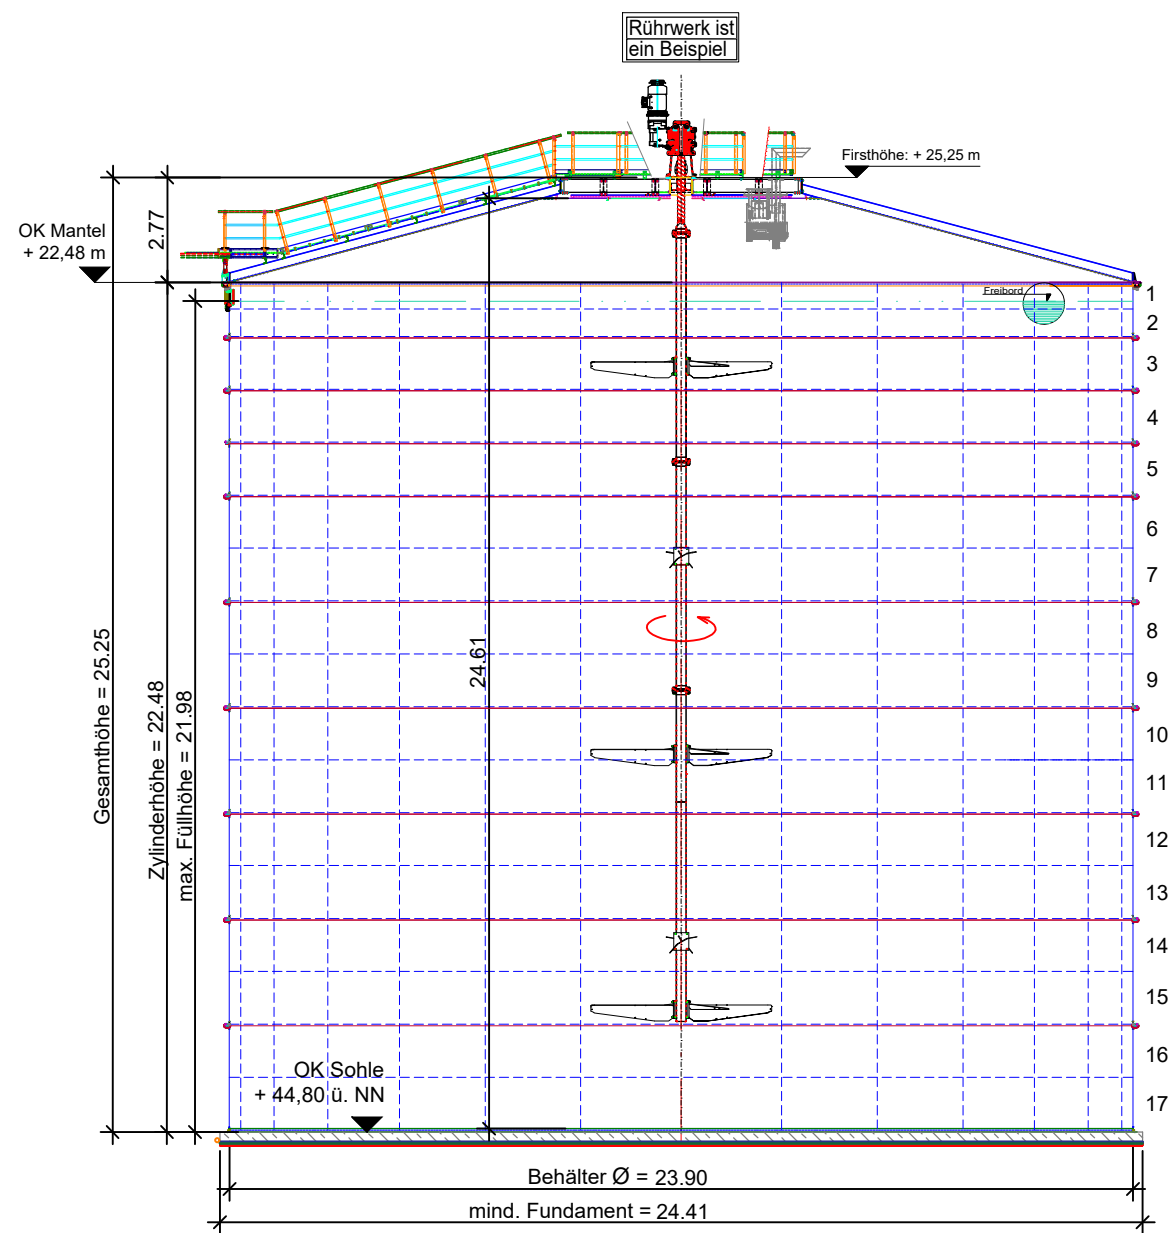 Rührwerk ist
ein Beispiel
Firsthöhe: + 25,25 m
OK Mantel
+ 22,48 m
2.77
Freibord
1
2
3
4
5
6
7
8
9
10
11
12
13
14
15
16
17
Gesamthöhe = 25.25
Zylinderhöhe = 22.48
max. Füllhöhe = 21.98
24.61
OK Sohle
+ 44,80 ü. NN
Behälter Ø = 23.90
mind. Fundament = 24.41